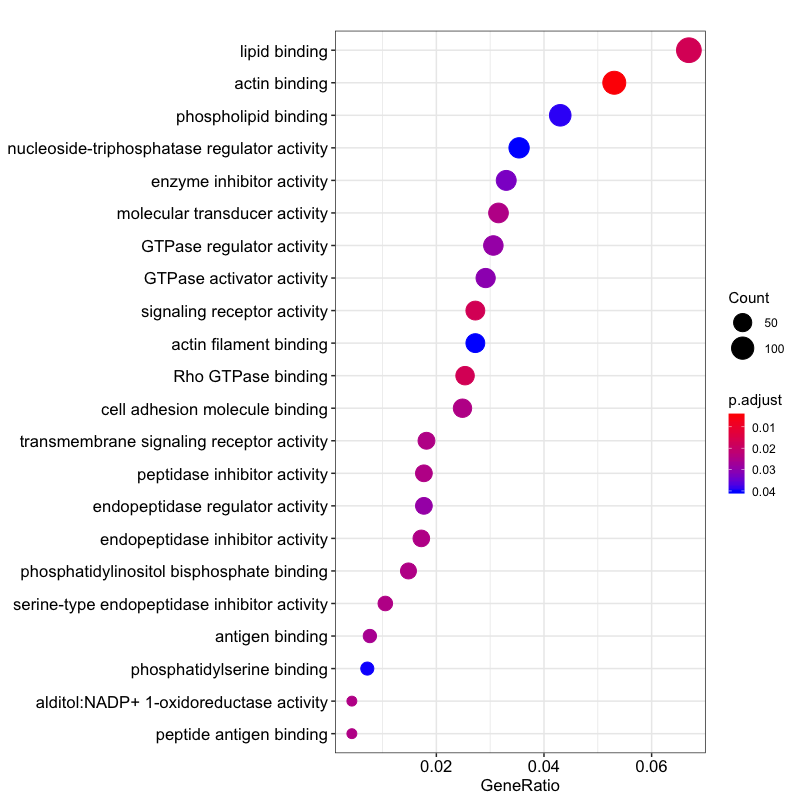 lipid binding
actin binding
phospholipid binding
nucleoside-triphosphatase regulator activity
enzyme inhibitor activity
molecular transducer activity
GTPase regulator activity
GTPase activator activity
signaling receptor activity
actin filament binding
Rho GTPase binding
cell adhesion molecule binding
transmembrane signaling receptor activity
peptidase inhibitor activity
endopeptidase regulator activity
endopeptidase inhibitor activity
phosphatidylinositol bisphosphate binding
serine-type endopeptidase inhibitor activity
antigen binding
phosphatidylserine binding
alditol:NADP+ 1-oxidoreductase activity
peptide antigen binding
0.02 0.04 0.06
GeneRatio
Count
50
100
p.adjust
0.01
0.02
0.03
0.04